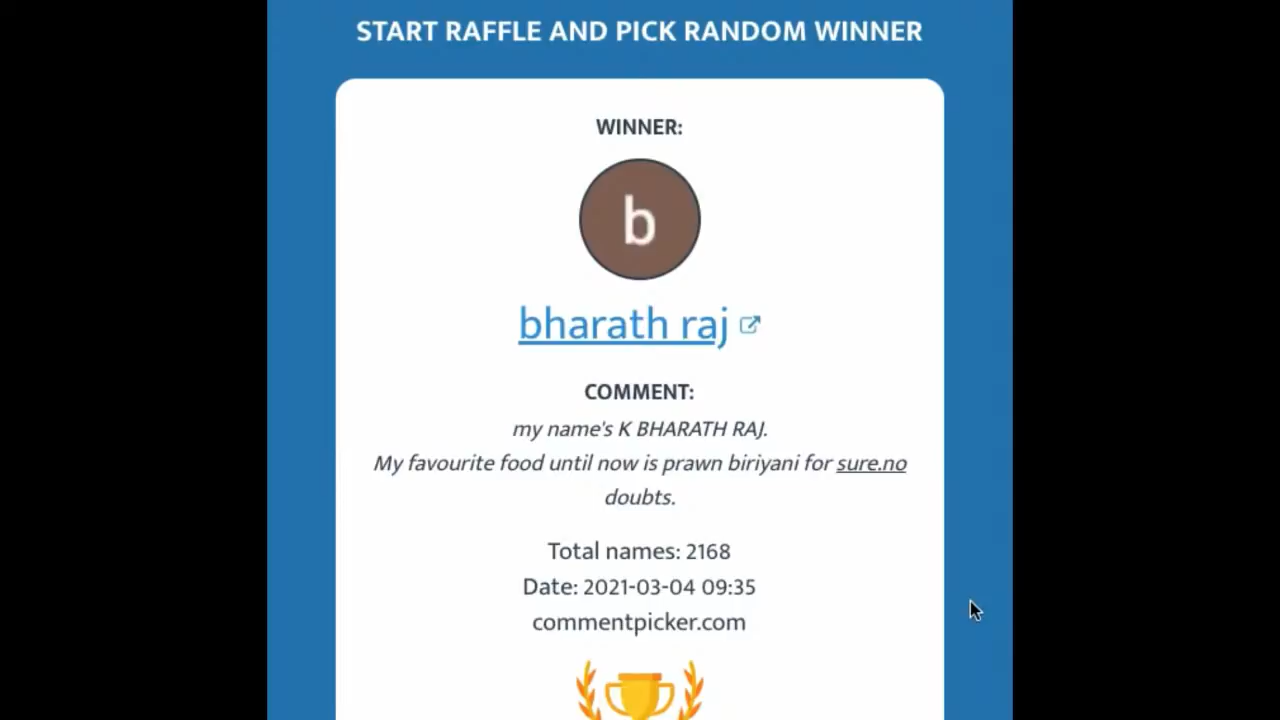 START RAFFLE AND PICK RANDOM WINNER
WINNER:
b
bharath raj
COMMENT:
my name's K BHARATH RAJ.
My favourite food until now is prawn biriyani for sure.no
doubts.
Total names: 2168
Date: 2021-03-04 09:35
commentpicker.com